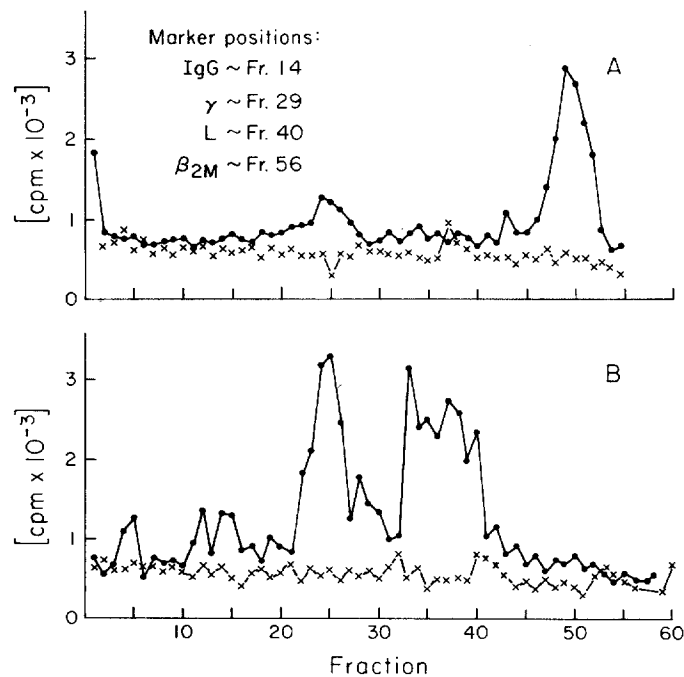 Marker positions:
IgG ~ Fr. 14
γ ~ Fr. 29
L ~ Fr. 40
β2M ~ Fr. 56
A
[cpm x 10⁻³]
3
2
1
0
B
[cpm x 10⁻³]
3
2
1
0
10 20 30 40 50 60
Fraction